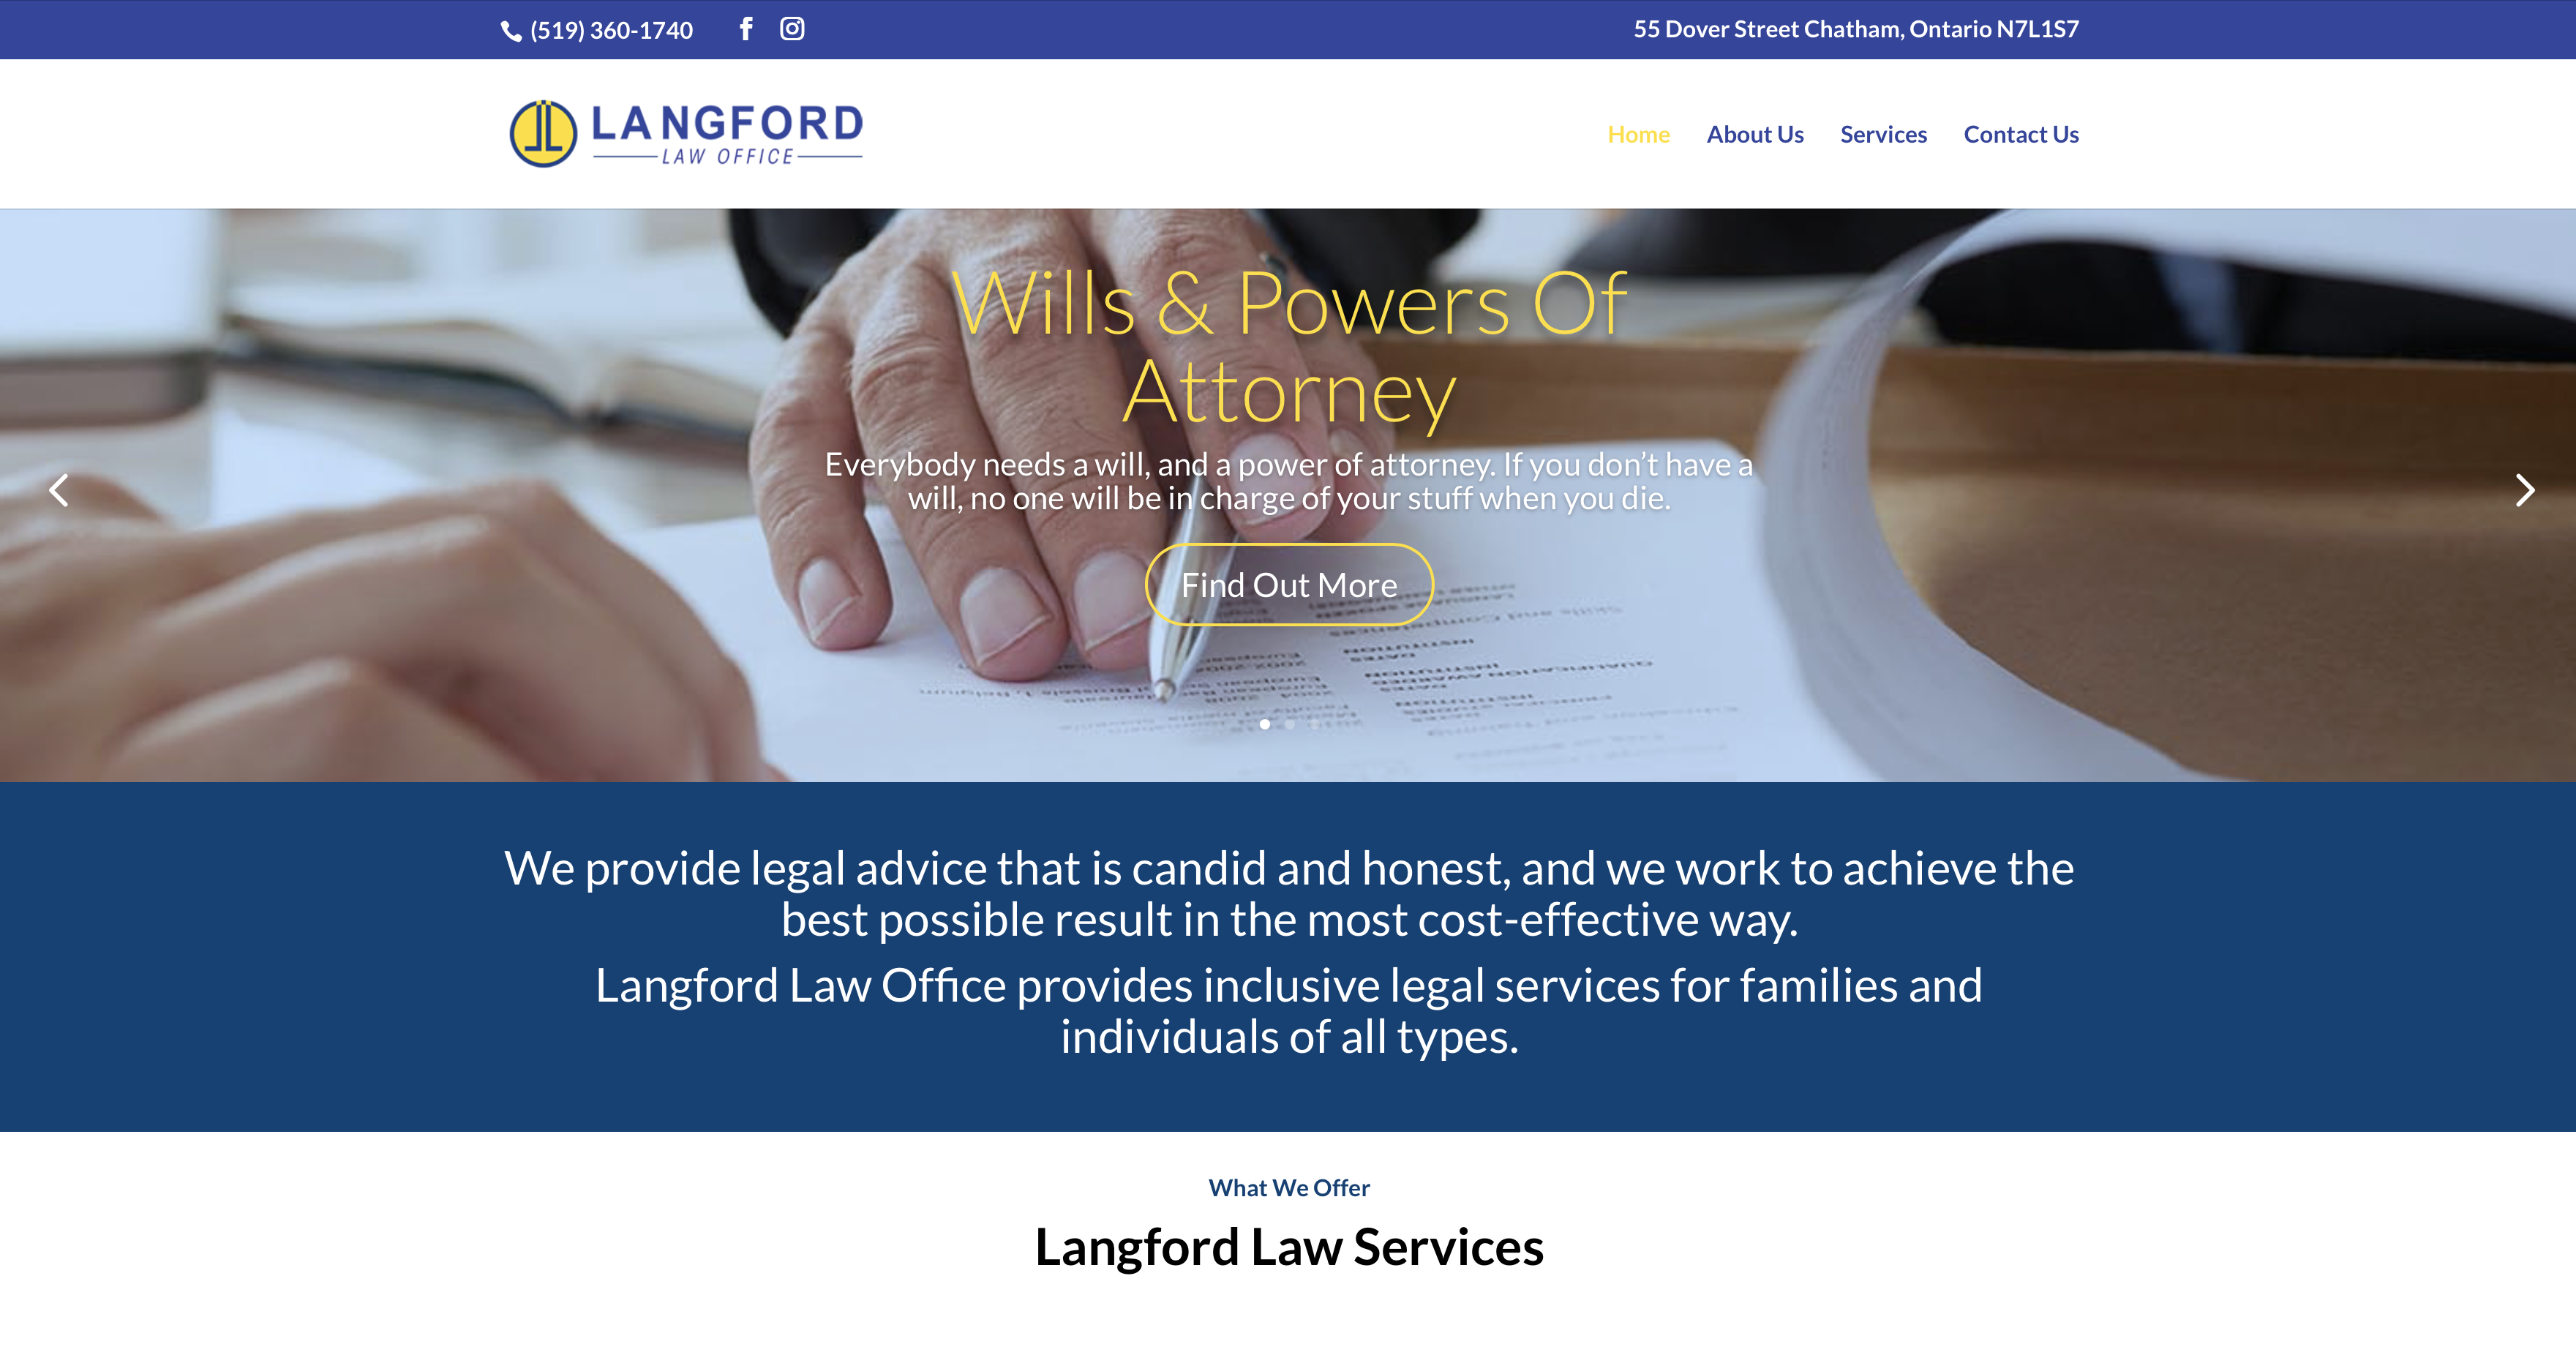 (519) 360-1740
55 Dover Street Chatham, Ontario N7L1S7
LANGFORD
LAW OFFICE
Home About Us Services Contact Us
Wills & Powers Of
Attorney
Everybody needs a will, and a power of attorney. If you don’t have a
will, no one will be in charge of your stuff when you die.
Find Out More
We provide legal advice that is candid and honest, and we work to achieve the
best possible result in the most cost-effective way.
Langford Law Office provides inclusive legal services for families and
individuals of all types.
What We Offer
Langford Law Services